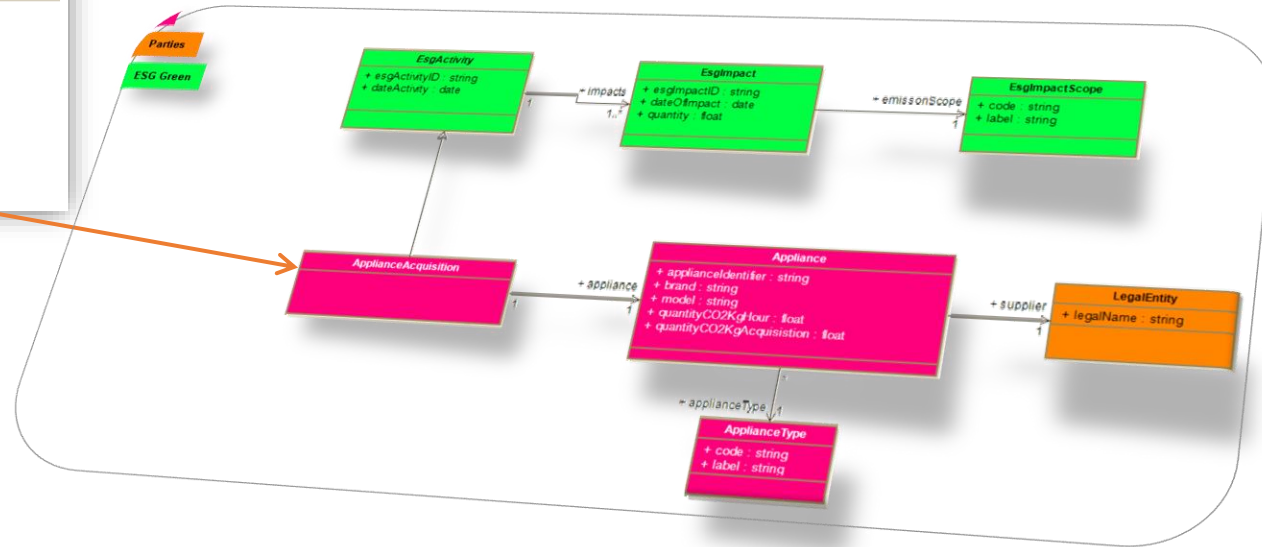 Parties
ESG Green
EsgActivity
+ esgActivityID : string
+ dateActivity : date
1
+ impacts
1..*
EsgImpact
+ esgImpactID : string
+ dateOfImpact : date
+ quantity : float
+ emissonScope
1
EsgImpactScope
+ code : string
+ label : string
ApplianceAcquisition
1
+ appliance
1
Appliance
+ applianceIdentifier : string
+ brand : string
+ model : string
+ quantityCO2KgHour : float
+ quantityCO2KgAcquisistion : float
+ supplier
1
LegalEntity
+ legalName : string
*
+ applianceType
1
ApplianceType
+ code : string
+ label : string